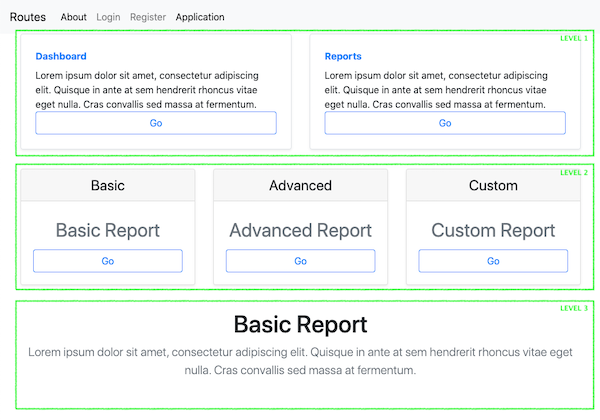 Routes About Login Register Application
LEVEL 1
Dashboard
Lorem ipsum dolor sit amet, consectetur adipiscing
elit. Quisque in ante at sem hendrerit rhoncus vitae
eget nulla. Cras convallis sed massa at fermentum.
Go
Reports
Lorem ipsum dolor sit amet, consectetur adipiscing
elit. Quisque in ante at sem hendrerit rhoncus vitae
eget nulla. Cras convallis sed massa at fermentum.
Go
LEVEL 2
Basic
Basic Report
Go
Advanced
Advanced Report
Go
Custom
Custom Report
Go
LEVEL 3
Basic Report
Lorem ipsum dolor sit amet, consectetur adipiscing elit. Quisque in ante at sem hendrerit rhoncus vitae eget
nulla. Cras convallis sed massa at fermentum.